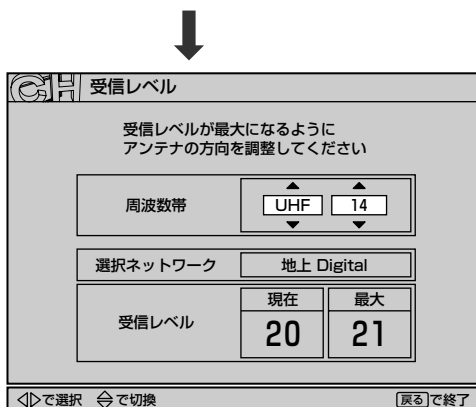 CH 受信レベル
受信レベルが最大になるように
アンテナの方向を調整してください
周波数帯 UHF 14
選択ネットワーク 地上 Digital
現在 最大
受信レベル 20 21
で選択 で切換 戻るで終了